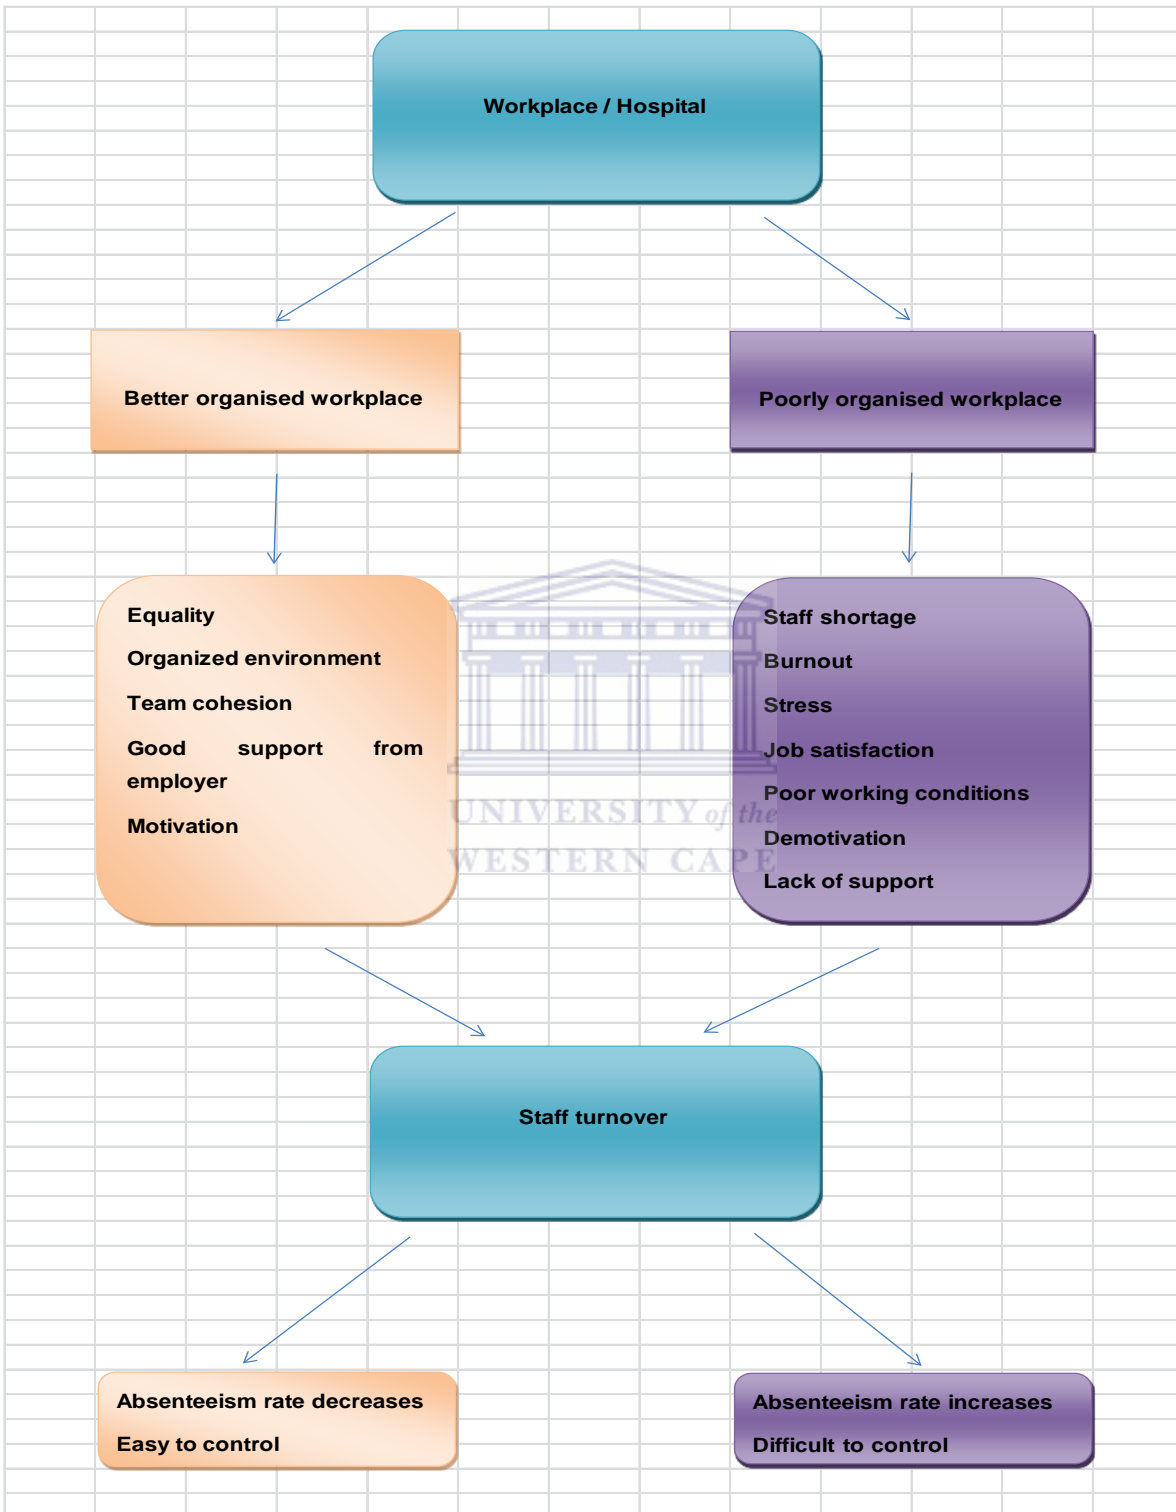 Workplace / Hospital
Better organised workplace
Poorly organised workplace
Equality
Organized environment
Team cohesion
Good support from
employer
Motivation
Staff shortage
Burnout
Stress
Job satisfaction
Poor working conditions
Demotivation
Lack of support
UNIVERSITY of the
WESTERN CAPE
Staff turnover
Absenteeism rate decreases
Easy to control
Absenteeism rate increases
Difficult to control